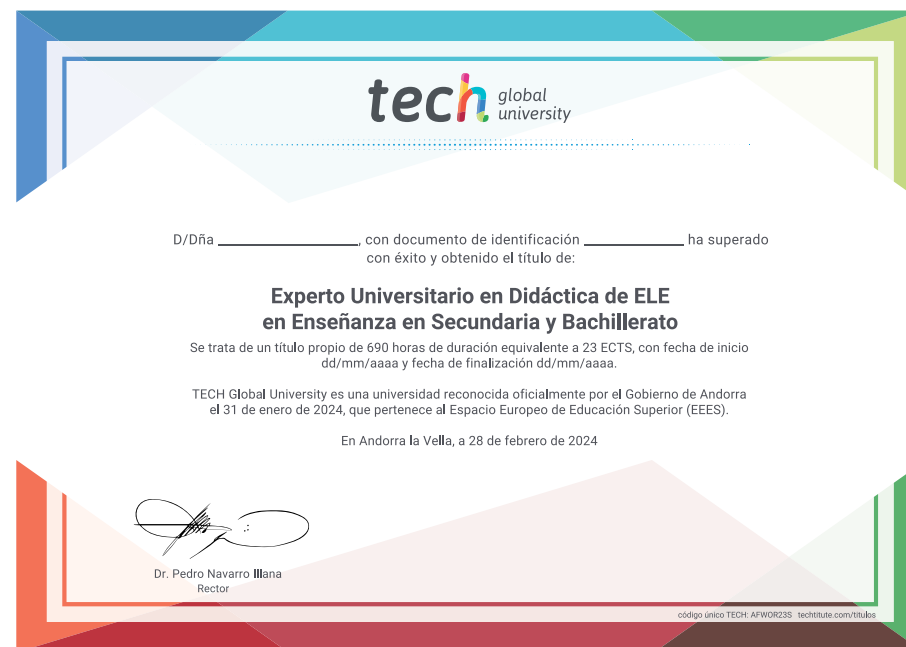 tech global university
D/Dña ____________________, con documento de identificación ______________ ha superado
con éxito y obtenido el título de:
Experto Universitario en Didáctica de ELE
en Enseñanza en Secundaria y Bachillerato
Se trata de un título propio de 690 horas de duración equivalente a 23 ECTS, con fecha de inicio
dd/mm/aaaa y fecha de finalización dd/mm/aaaa.
TECH Global University es una universidad reconocida oficialmente por el Gobierno de Andorra
el 31 de enero de 2024, que pertenece al Espacio Europeo de Educación Superior (EEES).
En Andorra la Vella, a 28 de febrero de 2024
Dr. Pedro Navarro Illana
Rector
código único TECH: AFWOR23S techtitute.com/titulos